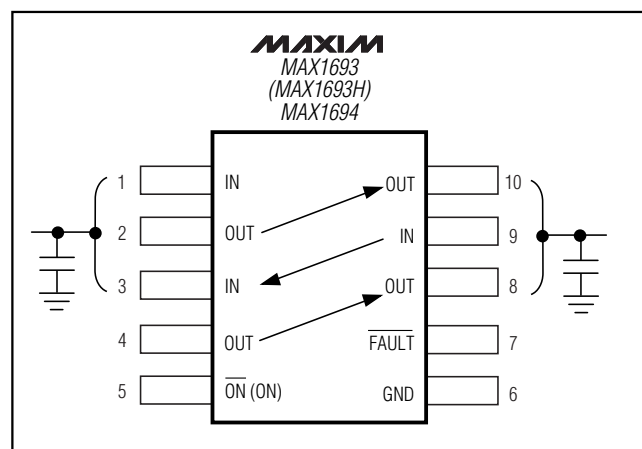 MAXIM
MAX1693
(MAX1693H)
MAX1694
1 IN OUT 10
2 OUT IN 9
3 IN OUT 8
4 OUT FAULT 7
5 ON (ON) GND 6